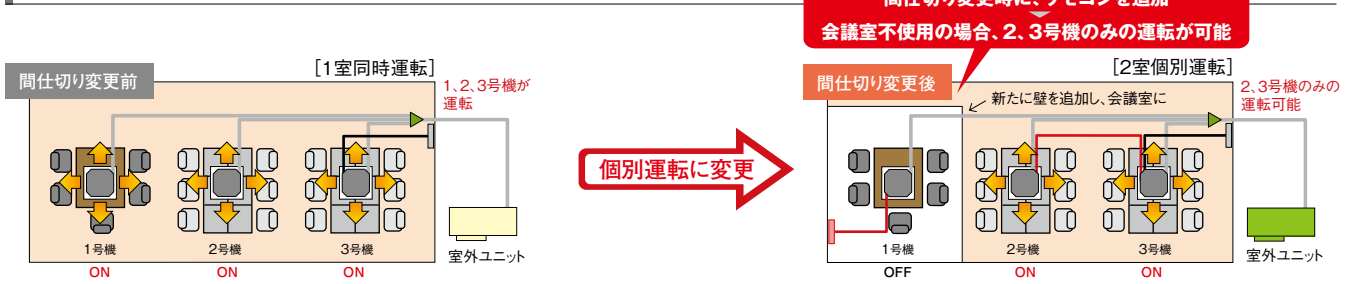 間仕切り変更時に、リモコンを追加
会議室不使用の場合、2、3号機のみの運転が可能
間仕切り変更前
[1室同時運転]
1、2、3号機が
運転
1号機
2号機
3号機
ON
ON
ON
室外ユニット
個別運転に変更
間仕切り変更後
[2室個別運転]
新たに壁を追加し、会議室に
2、3号機のみの
運転可能
1号機
2号機
3号機
OFF
ON
ON
室外ユニット